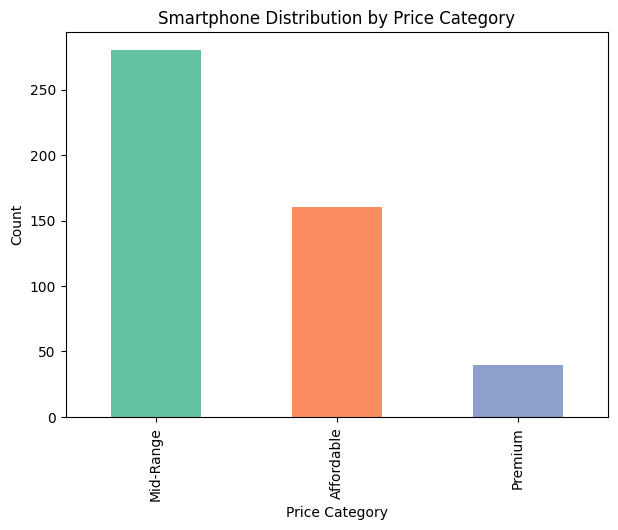 Smartphone Distribution by Price Category
Count
250
200
150
100
50
0
Mid-Range
Affordable
Premium
Price Category